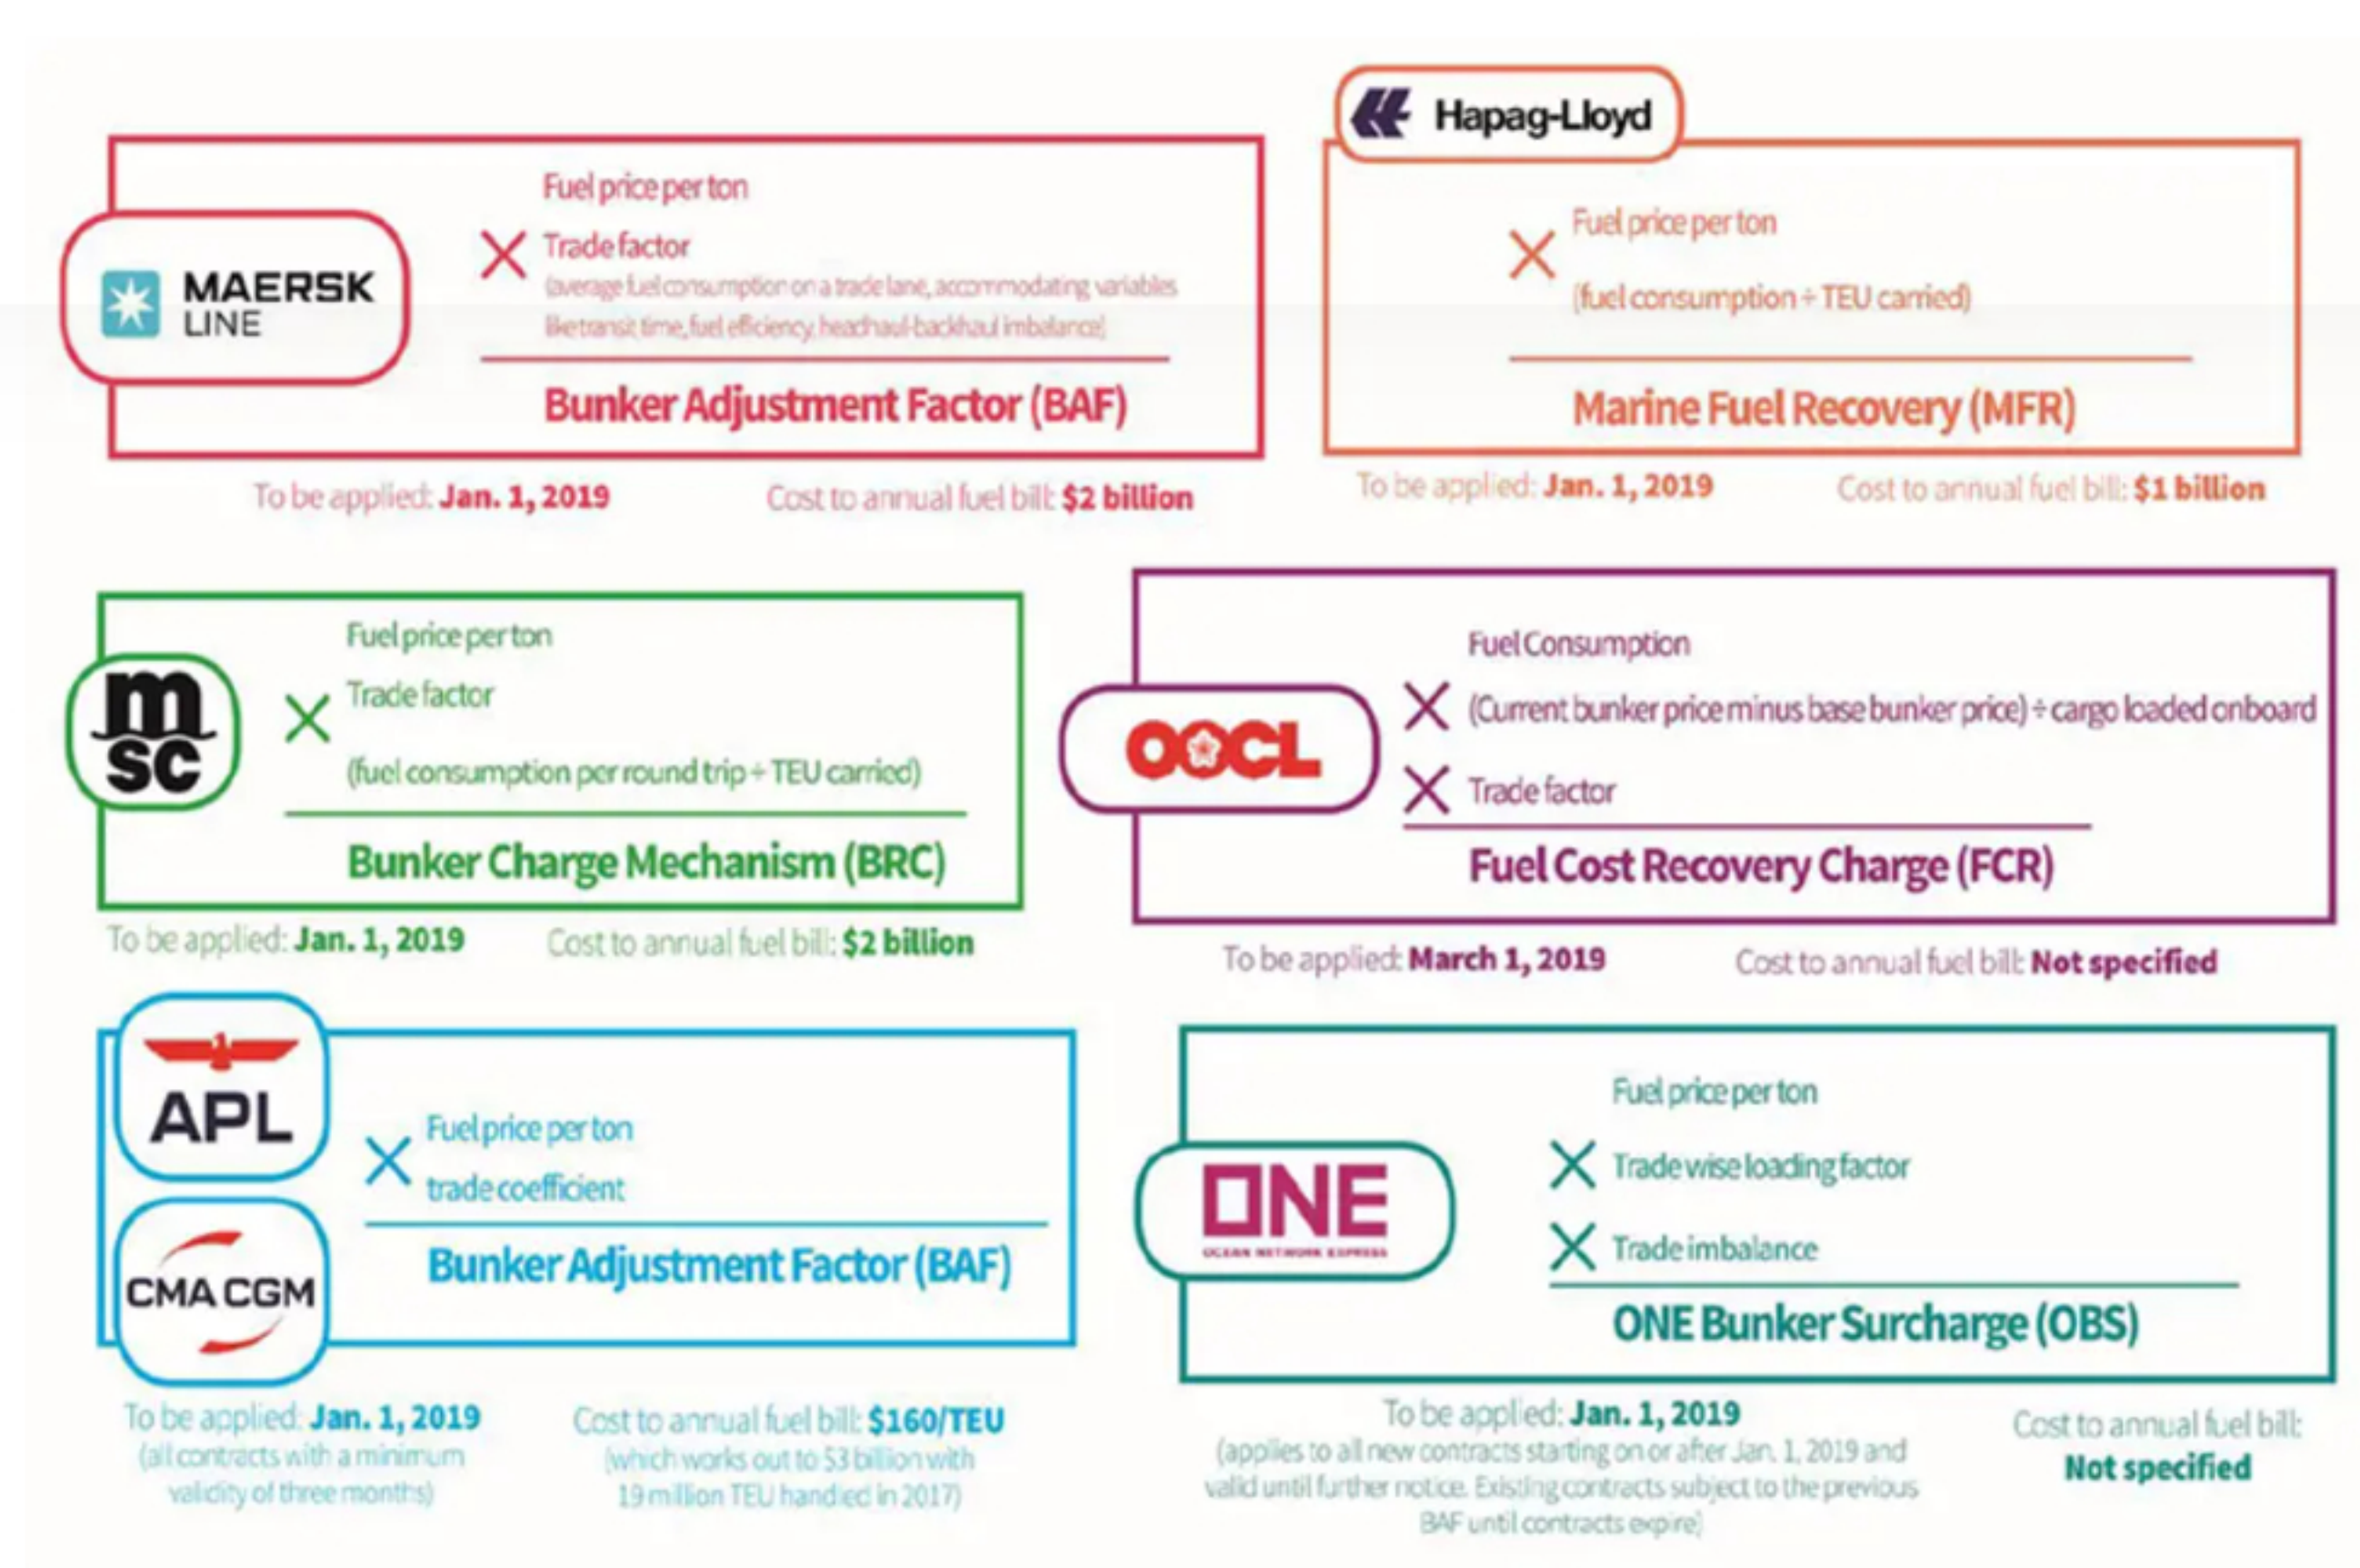 MAERSK
LINE
Fuel price per ton
× Trade factor
(average fuel consumption on a trade lane, accommodating variables
like transit time, fuel efficiency, headhaul-backhaul imbalance)
Bunker Adjustment Factor (BAF)
To be applied: Jan. 1, 2019
Cost to annual fuel bill: $2 billion
Hapag-Lloyd
× Fuel price per ton
(fuel consumption ÷ TEU carried)
Marine Fuel Recovery (MFR)
To be applied: Jan. 1, 2019
Cost to annual fuel bill: $1 billion
msc
Fuel price per ton
× Trade factor
(fuel consumption per round trip ÷ TEU carried)
Bunker Charge Mechanism (BRC)
To be applied: Jan. 1, 2019
Cost to annual fuel bill: $2 billion
OOCL
Fuel Consumption
× (Current bunker price minus base bunker price) ÷ cargo loaded onboard
× Trade factor
Fuel Cost Recovery Charge (FCR)
To be applied: March 1, 2019
Cost to annual fuel bill: Not specified
APL
CMA CGM
× Fuel price per ton
trade coefficient
Bunker Adjustment Factor (BAF)
To be applied: Jan. 1, 2019
(all contracts with a minimum
validity of three months)
Cost to annual fuel bill: $160/TEU
(which works out to $3 billion with
19 million TEU handled in 2017)
ONE
OCEAN NETWORK EXPRESS
Fuel price per ton
× Trade wise loading factor
× Trade imbalance
ONE Bunker Surcharge (OBS)
To be applied: Jan. 1, 2019
(applies to all new contracts starting on or after Jan. 1, 2019 and
valid until further notice. Existing contracts subject to the previous
BAF until contracts expire)
Cost to annual fuel bill:
Not specified